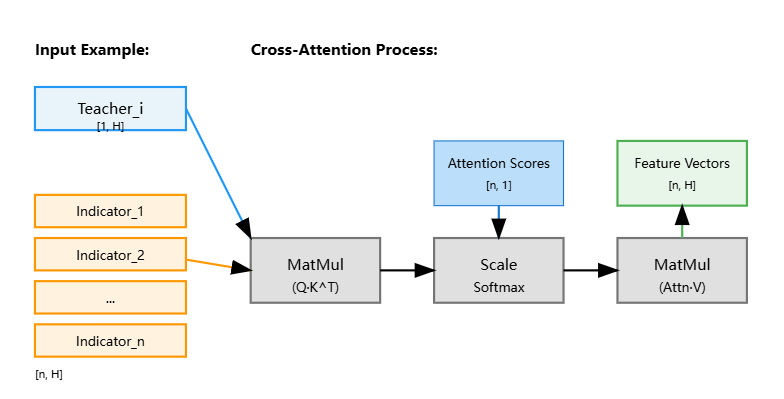 Input Example:
Cross-Attention Process:
Teacher_i
[1, H]
Indicator_1
Indicator_2
...
Indicator_n
[n, H]
MatMul
(Q·K^T)
Attention Scores
[n, 1]
Scale
Softmax
Feature Vectors
[n, H]
MatMul
(Attn·V)